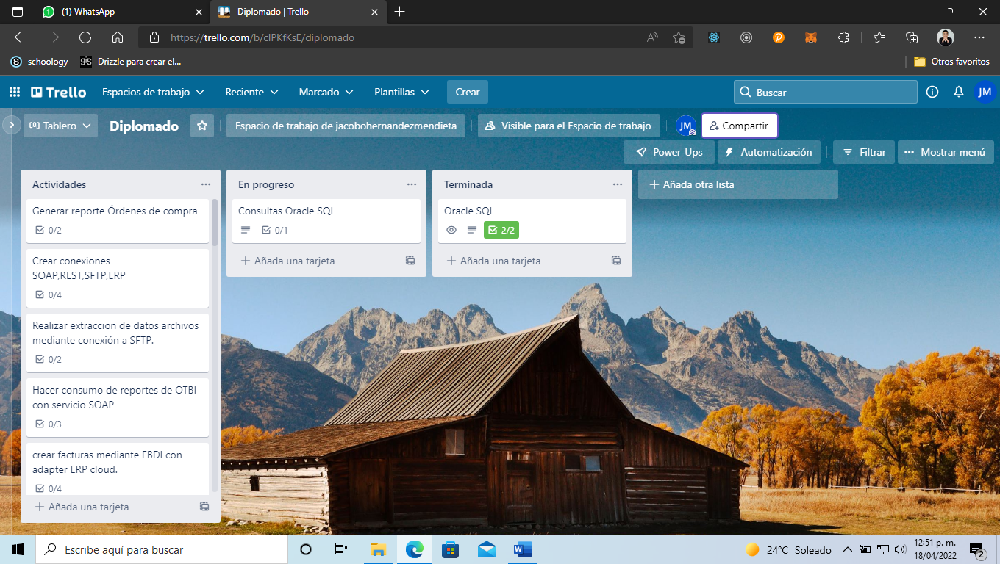 (1) WhatsApp
Diplomado | Trello
https://trello.com/b/cIPKfKsE/diplomado
schoology
Drizzle para crear el...
Otros favoritos
Trello
Espacios de trabajo
Reciente
Marcado
Plantillas
Crear
Buscar
JM
Tablero
Diplomado
Espacio de trabajo de jacobohernandezmendieta
Visible para el Espacio de trabajo
JM
Compartir
Power-Ups
Automatización
Filtrar
Mostrar menú
Actividades
Generar reporte Órdenes de compra
0/2
Crear conexiones
SOAP,REST,SFTP,ERP
0/4
Realizar extraccion de datos archivos
mediante conexión a SFTP.
0/2
Hacer consumo de reportes de OTBI
con servicio SOAP
0/3
crear facturas mediante FBDI con
adapter ERP cloud.
0/4
Añada una tarjeta
En progreso
Consultas Oracle SQL
0/1
Añada una tarjeta
Terminada
Oracle SQL
2/2
Añada una tarjeta
Añada otra lista
Escribe aquí para buscar
24°C Soleado
12:51 p. m.
18/04/2022
2